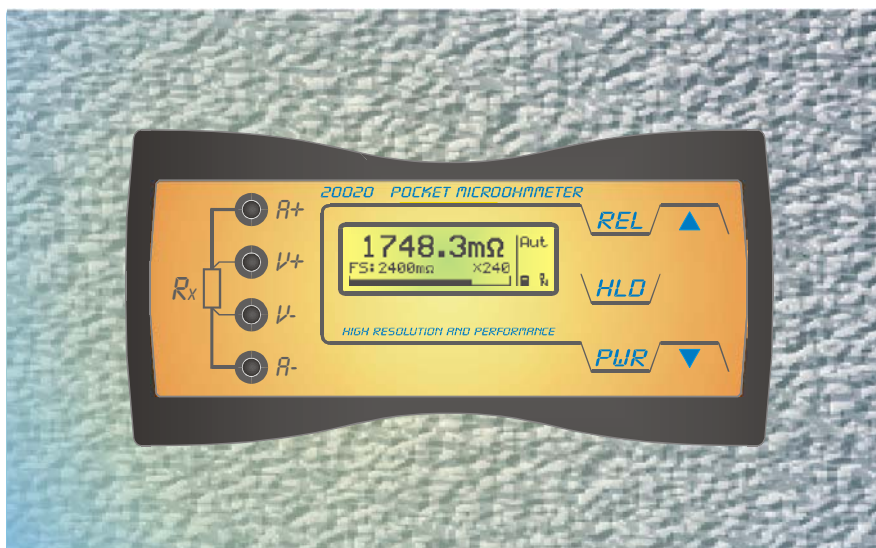 20020 POCKET MICROOHMMETER
A+
V+
Rx
V-
A-
1748.3mΩ
Aut
FS:2400mΩ X240
HIGH RESOLUTION AND PERFORMANCE
REL
HLD
PWR